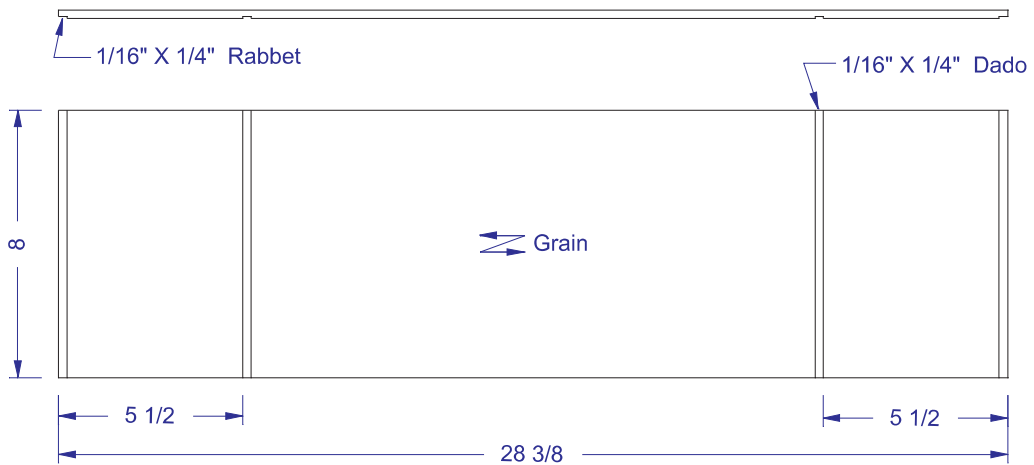 1/16" X 1/4"  Rabbet
1/16" X 1/4"  Dado
8
Grain
5 1/2
5 1/2
28 3/8